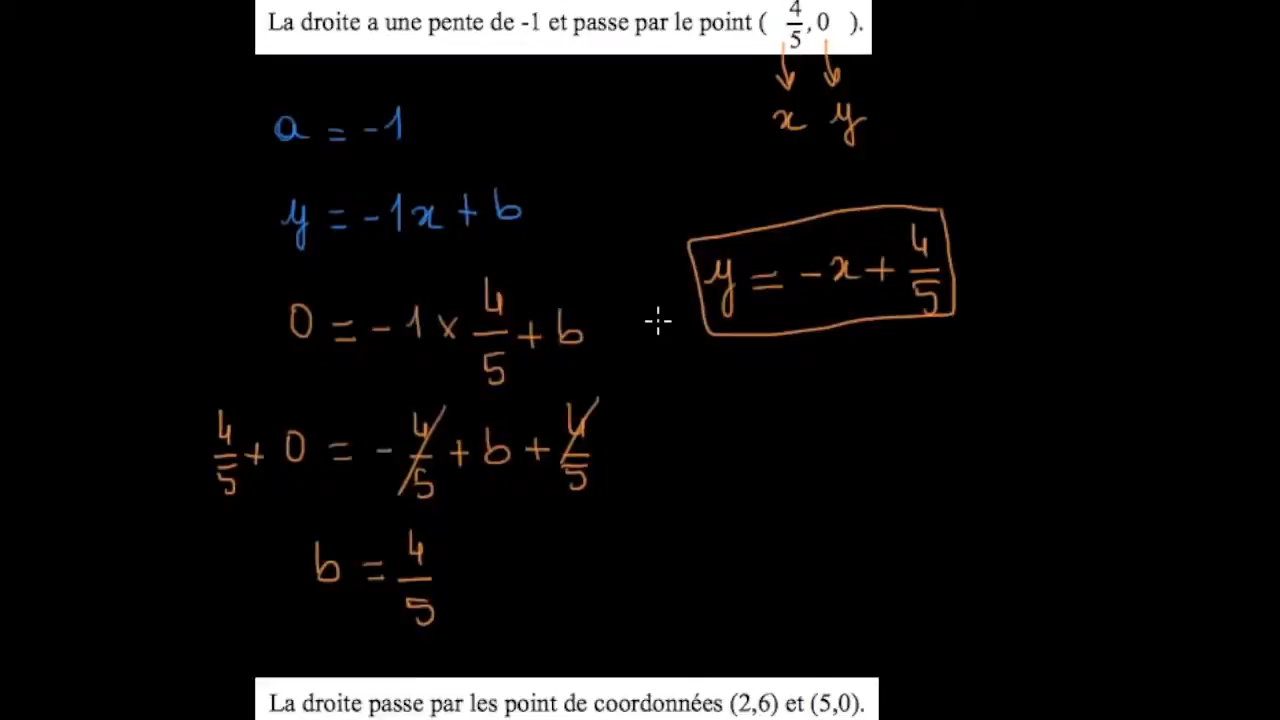 La droite a une pente de -1 et passe par le point ( 4/5 , 0 ).
x y
a = -1
y = -1x + b
y = -x + 4/5
0 = -1 × 4/5 + b
4/5 + 0 = - 4/5 + b + 4/5
b = 4/5
La droite passe par les point de coordonnées (2,6) et (5,0).